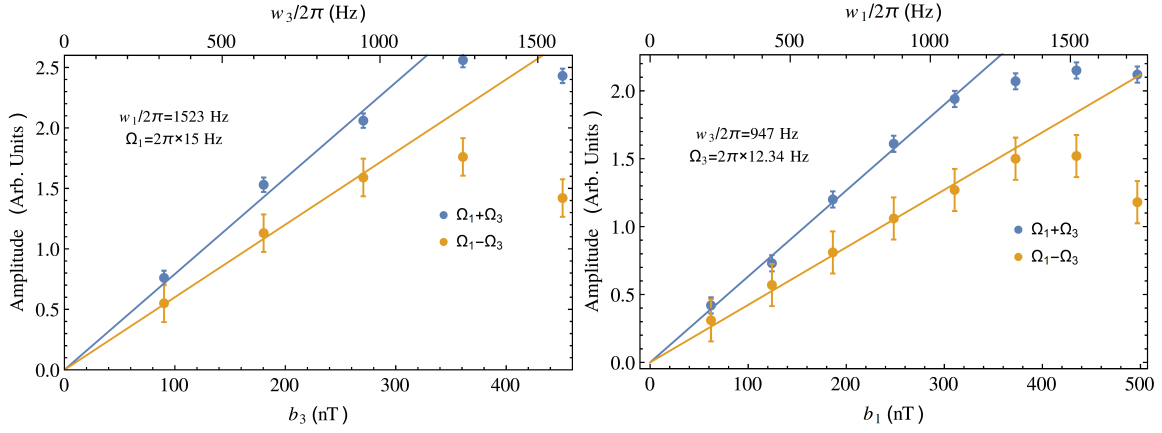 w₃/2π (Hz)
0 500 1000 1500
2.5
2.0
1.5
1.0
0.5
0.0
Amplitude (Arb. Units)
w₁/2π=1523 Hz
Ω₁=2π×15 Hz
Ω₁+Ω₃
Ω₁−Ω₃
0 100 200 300 400
b₃ (nT)
w₁/2π (Hz)
0 500 1000 1500
2.0
1.5
1.0
0.5
0.0
Amplitude (Arb. Units)
w₃/2π=947 Hz
Ω₃=2π×12.34 Hz
Ω₁+Ω₃
Ω₁−Ω₃
0 100 200 300 400 500
b₁ (nT)